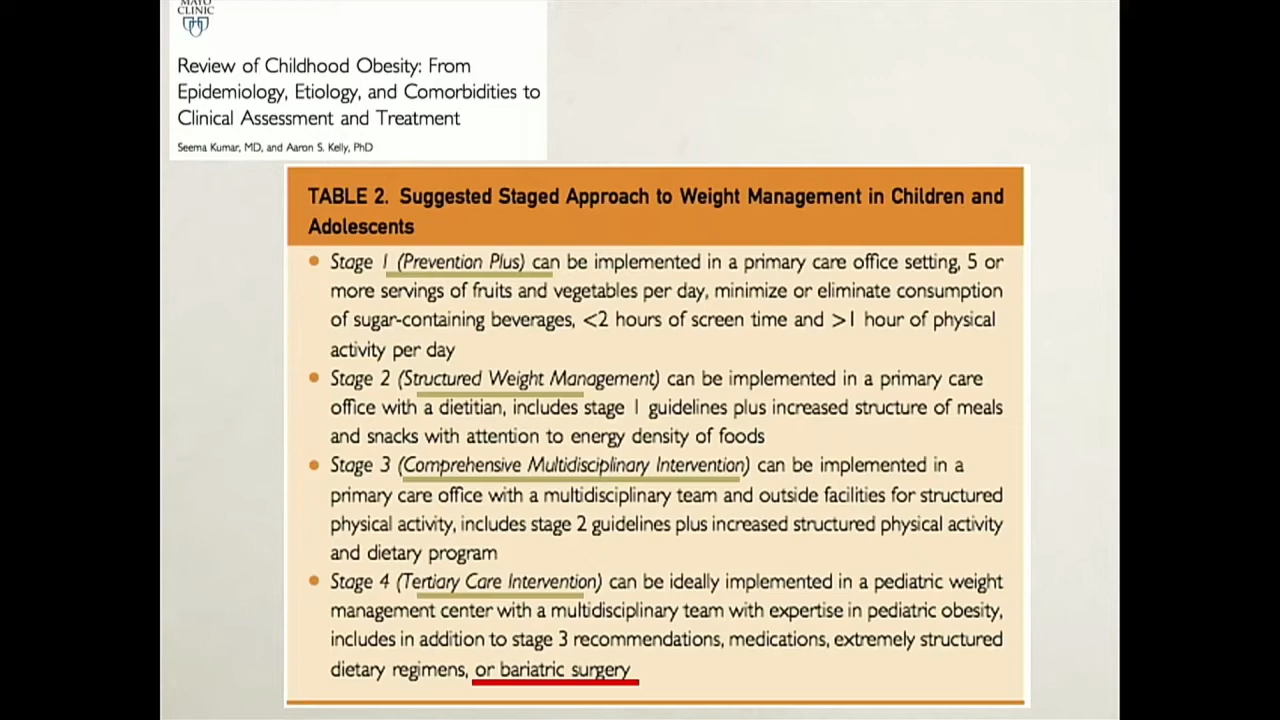 MAYO
CLINIC
Review of Childhood Obesity: From
Epidemiology, Etiology, and Comorbidities to
Clinical Assessment and Treatment
Seema Kumar, MD, and Aaron S. Kelly, PhD
TABLE 2. Suggested Staged Approach to Weight Management in Children and
Adolescents
• Stage 1 (Prevention Plus) can be implemented in a primary care office setting, 5 or
more servings of fruits and vegetables per day, minimize or eliminate consumption
of sugar-containing beverages, <2 hours of screen time and >1 hour of physical
activity per day
• Stage 2 (Structured Weight Management) can be implemented in a primary care
office with a dietitian, includes stage 1 guidelines plus increased structure of meals
and snacks with attention to energy density of foods
• Stage 3 (Comprehensive Multidisciplinary Intervention) can be implemented in a
primary care office with a multidisciplinary team and outside facilities for structured
physical activity, includes stage 2 guidelines plus increased structured physical activity
and dietary program
• Stage 4 (Tertiary Care Intervention) can be ideally implemented in a pediatric weight
management center with a multidisciplinary team with expertise in pediatric obesity,
includes in addition to stage 3 recommendations, medications, extremely structured
dietary regimens, or bariatric surgery